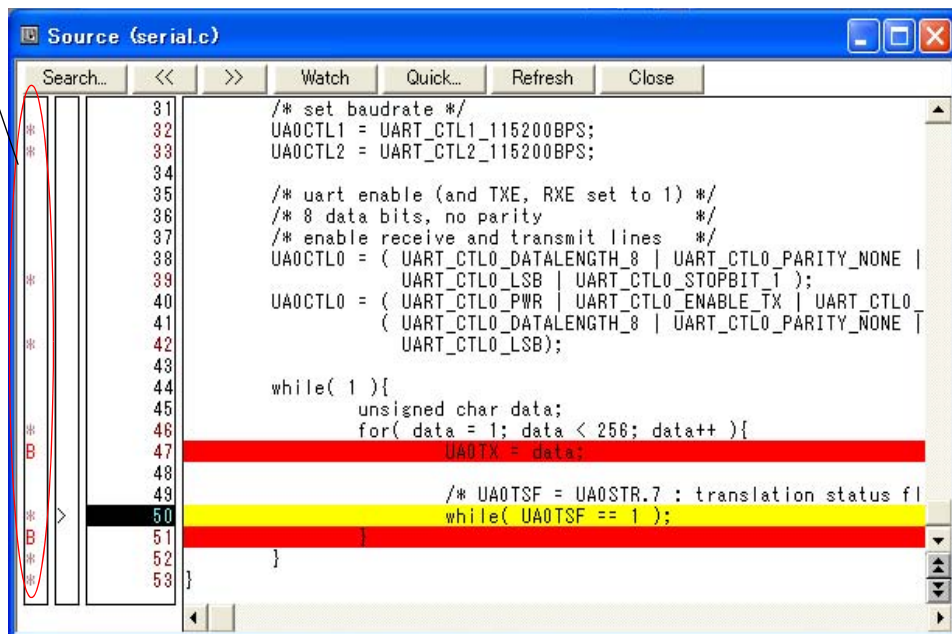 Source (serial.c)
Search... << >> Watch Quick... Refresh Close
31 /* set baudrate */
* 32 UA0CTL1 = UART_CTL1_115200BPS;
* 33 UA0CTL2 = UART_CTL2_115200BPS;
34
35 /* uart enable (and TXE, RXE set to 1) */
36 /* 8 data bits, no parity */
37 /* enable receive and transmit lines */
38 UA0CTL0 = ( UART_CTL0_DATALENGTH_8 | UART_CTL0_PARITY_NONE |
* 39 UART_CTL0_LSB | UART_CTL0_STOPBIT_1 );
40 UA0CTL0 = ( UART_CTL0_PWR | UART_CTL0_ENABLE_TX | UART_CTL0_
41 ( UART_CTL0_DATALENGTH_8 | UART_CTL0_PARITY_NONE |
* 42 UART_CTL0_LSB);
43
44 while( 1 ){
45 unsigned char data;
* 46 for( data = 1; data < 256; data++ ){
B 47 UA0TX = data;
48
49 /* UA0TSF = UA0STR.7 : translation status fl
* > 50 while( UA0TSF == 1 );
B 51 }
* 52 }
* 53 }